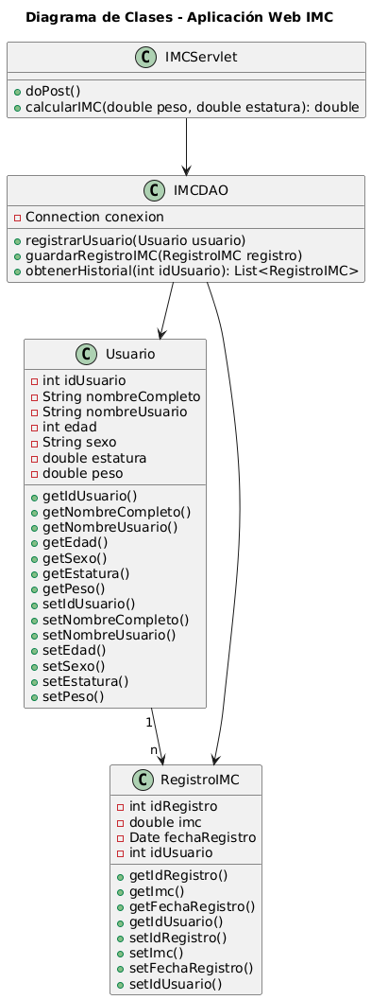 Diagrama de Clases - Aplicación Web IMC
C IMCServlet
doPost()
calcularIMC(double peso, double estatura): double
C IMCDAO
Connection conexion
registrarUsuario(Usuario usuario)
guardarRegistroIMC(RegistroIMC registro)
obtenerHistorial(int idUsuario): List<RegistroIMC>
C Usuario
int idUsuario
String nombreCompleto
String nombreUsuario
int edad
String sexo
double estatura
double peso
getIdUsuario()
getNombreCompleto()
getNombreUsuario()
getEdad()
getSexo()
getEstatura()
getPeso()
setIdUsuario()
setNombreCompleto()
setNombreUsuario()
setEdad()
setSexo()
setEstatura()
setPeso()
1
n
C RegistroIMC
int idRegistro
double imc
Date fechaRegistro
int idUsuario
getIdRegistro()
getImc()
getFechaRegistro()
getIdUsuario()
setIdRegistro()
setImc()
setFechaRegistro()
setIdUsuario()